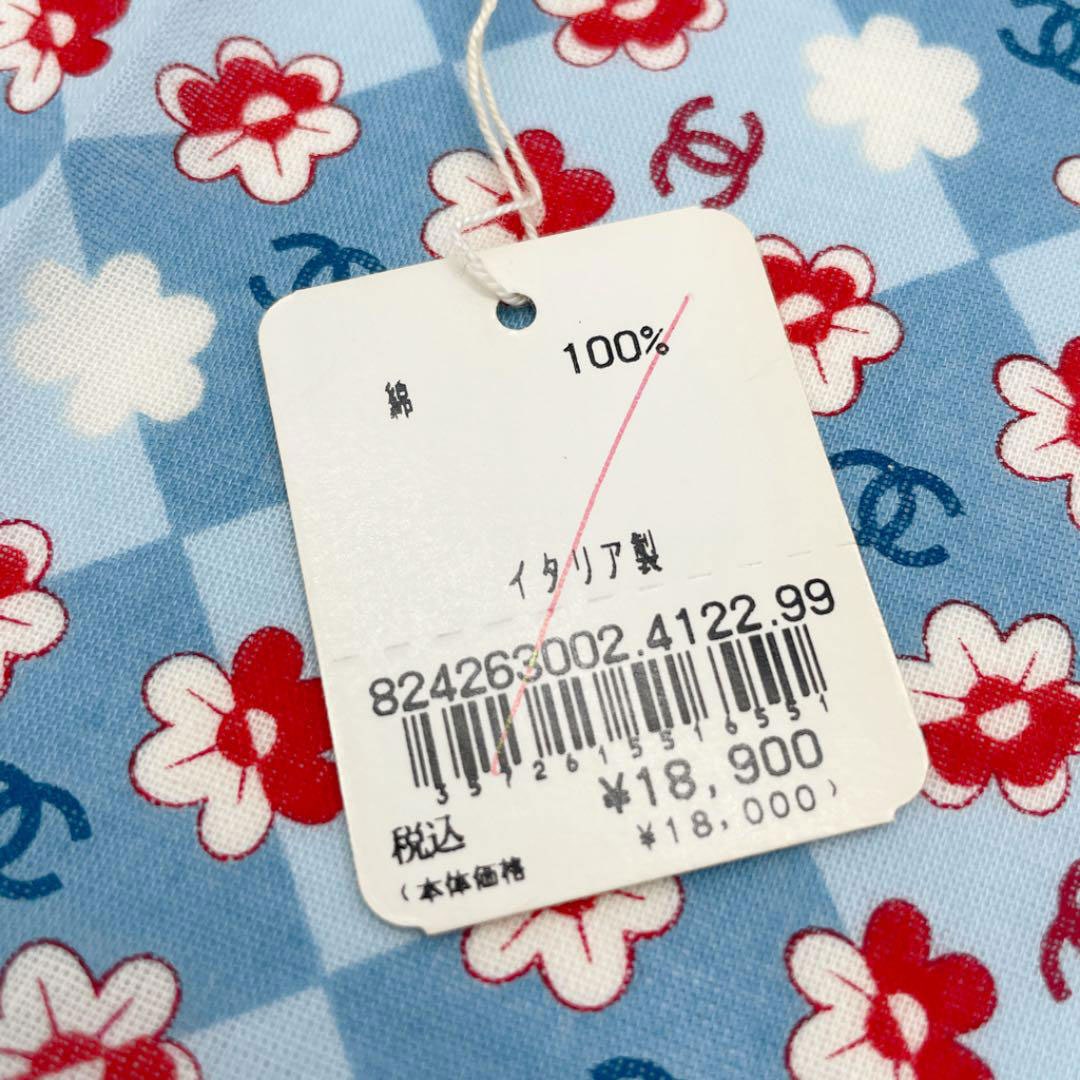 綿 100%
イタリア製
824263002.4122.99
3512615516551
¥18,900
税込
(本体価格 ¥18,000)